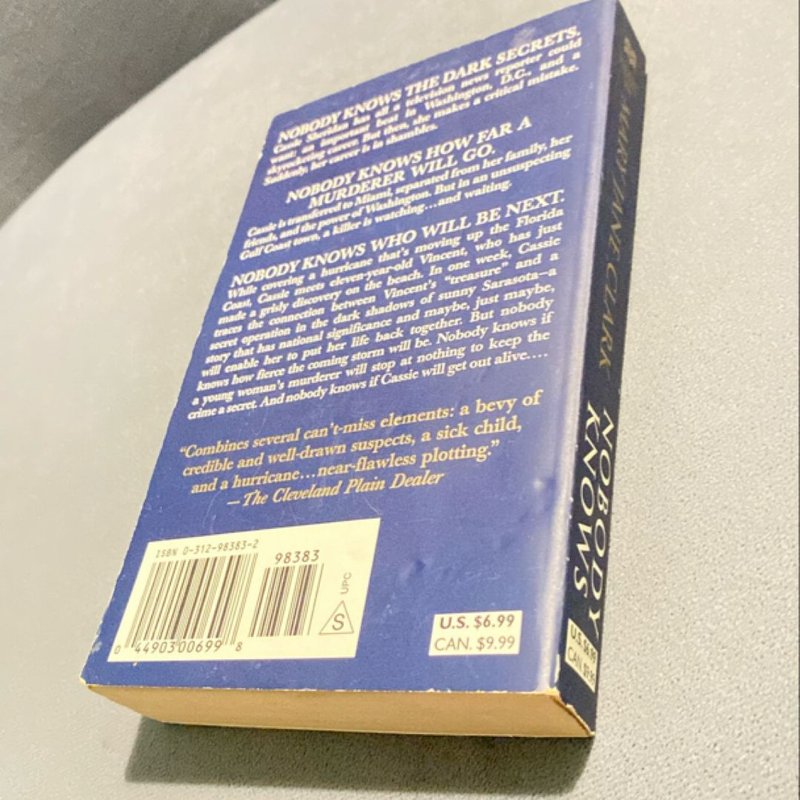 NOBODY KNOWS THE DARK SECRETS.
Cassie Sheridan has all a television news reporter could
want: an important beat in Washington, D.C., and a
skyrocketing career. But then, she makes a critical mistake.
Suddenly, her career is in shambles.
NOBODY KNOWS HOW FAR A
MURDERER WILL GO.
Cassie is transferred to Miami, separated from her family, her
friends, and the power of Washington. But in an unsuspecting
Gulf Coast town, a killer is watching...and waiting.
NOBODY KNOWS WHO WILL BE NEXT.
While covering a hurricane that's moving up the Florida
Coast, Cassie meets eleven-year-old Vincent, who has just
made a grisly discovery on the beach. In one week, Cassie
traces the connection between Vincent's "treasure" and a
secret operation in the dark shadows of sunny Sarasota—a
story that has national significance and maybe, just maybe,
will enable her to put her life back together. But nobody
knows how fierce the coming storm will be. Nobody knows if
a young woman's murderer will stop at nothing to keep the
crime a secret. And nobody knows if Cassie will get out alive....
"Combines several can't-miss elements: a bevy of
credible and well-drawn suspects, a sick child,
and a hurricane...near-flawless plotting."
—The Cleveland Plain Dealer
ISBN 0-312-98383-2
98383
UPC
S
0 44903 00699 8
U.S. $6.99
CAN. $9.99
MARY JANE CLARK NOBODY KNOWS
U.S. $6.99
CAN. $9.99